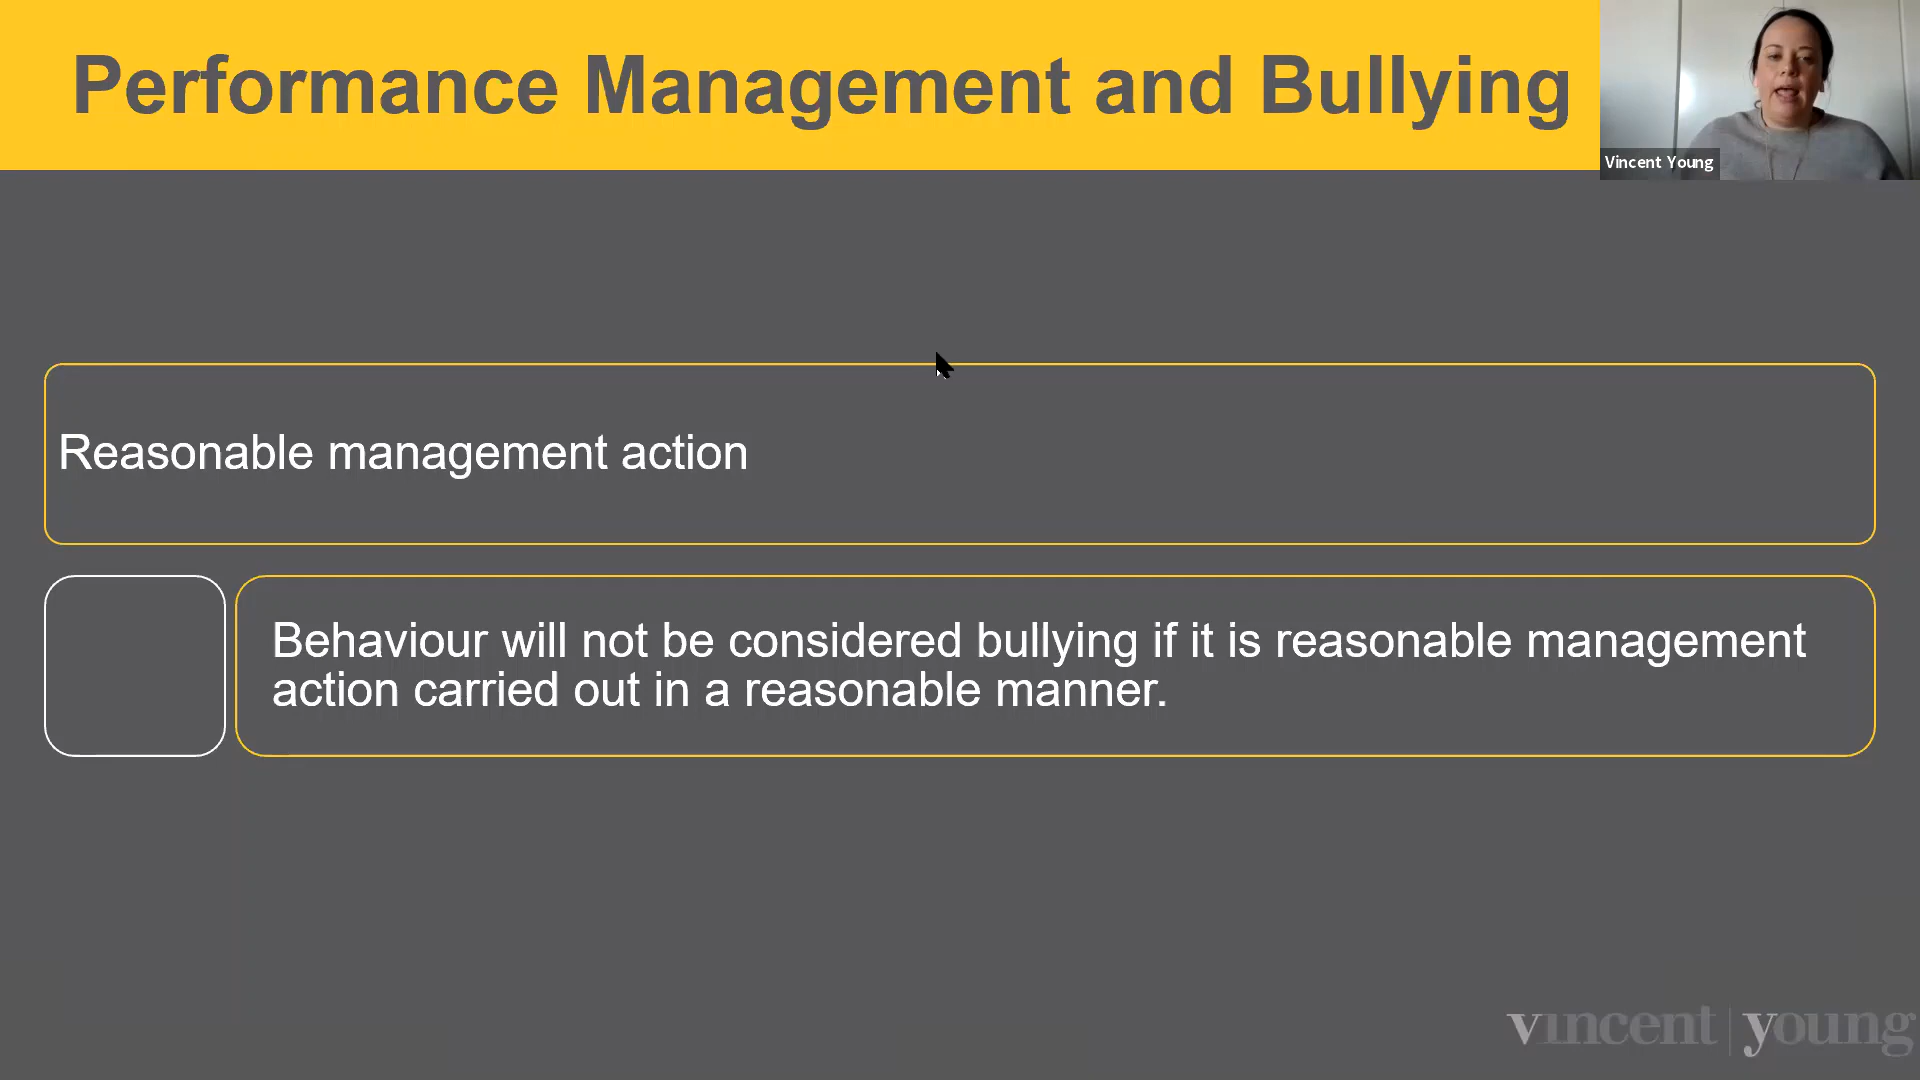 Performance Management and Bullying
Vincent Young
Reasonable management action
Behaviour will not be considered bullying if it is reasonable management
action carried out in a reasonable manner.
vincent young